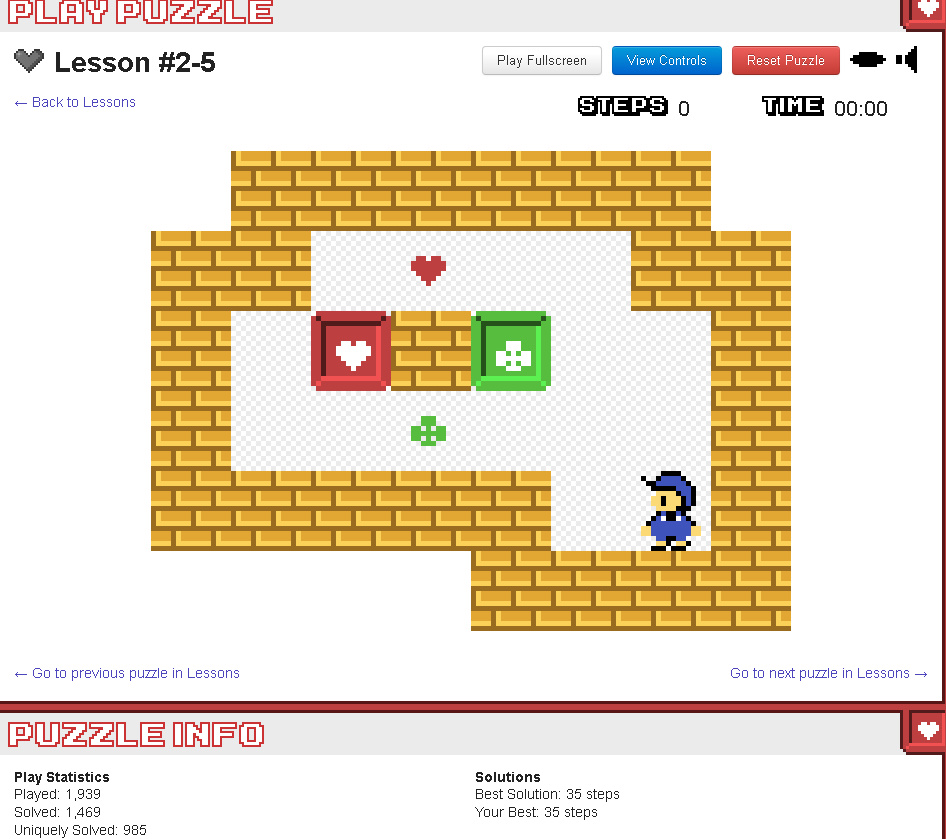 PLAY PUZZLE
Lesson #2-5
Play Fullscreen
View Controls
Reset Puzzle
← Back to Lessons
STEPS 0
TIME 00:00
← Go to previous puzzle in Lessons
Go to next puzzle in Lessons →
PUZZLE INFO
Play Statistics
Played: 1,939
Solved: 1,469
Uniquely Solved: 985
Solutions
Best Solution: 35 steps
Your Best: 35 steps